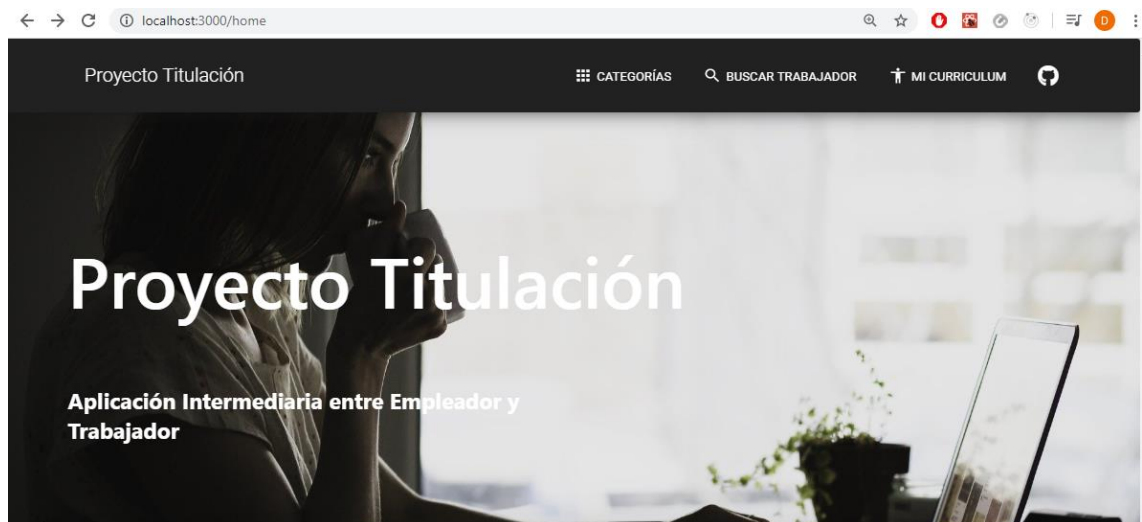 localhost:3000/home
D
Proyecto Titulación
CATEGORÍAS
BUSCAR TRABAJADOR
MI CURRICULUM
Proyecto Titulación
Aplicación Intermediaria entre Empleador y
Trabajador